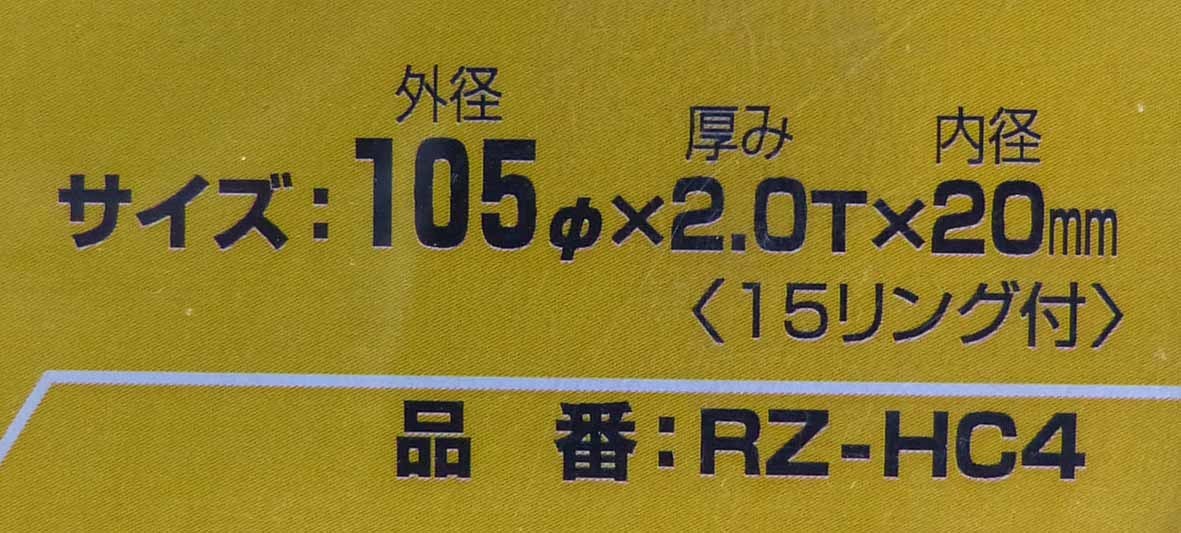 外径 厚み 内径
サイズ:105φ×2.0T×20mm
〈15リング付〉
品 番:RZ-HC4